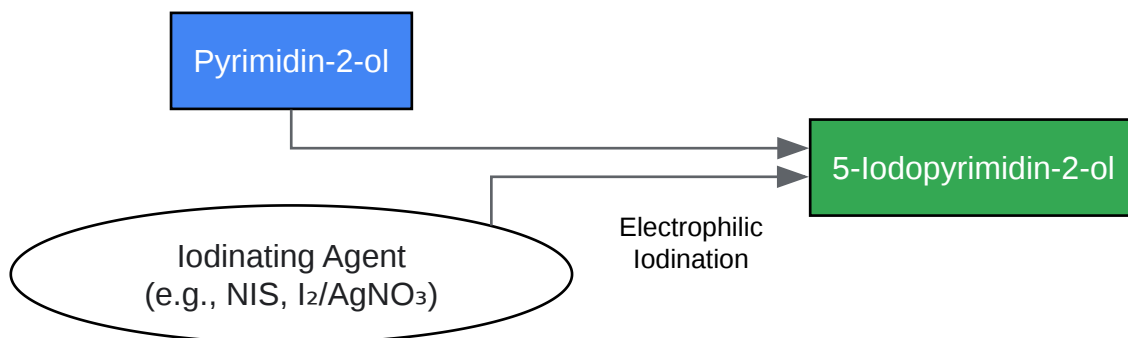 Pyrimidin-2-ol
5-Iodopyrimidin-2-ol
Electrophilic
Iodination
Iodinating Agent
(e.g., NIS, I₂/AgNO₃)